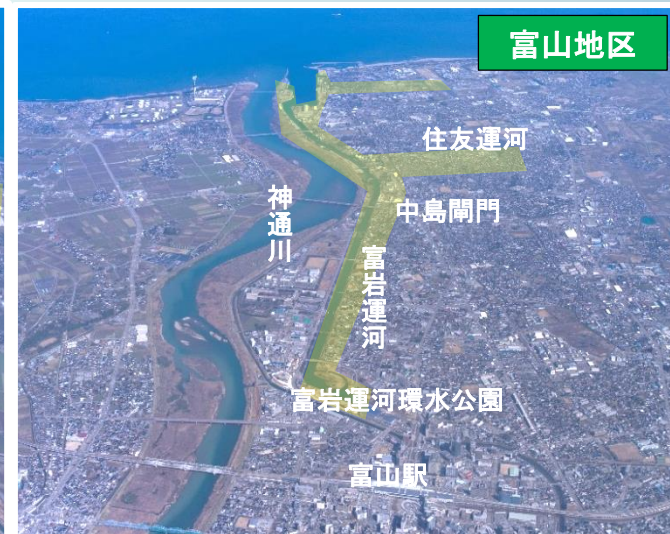 富山地区
住友運河
中島閘門
神通川
富岩運河
富岩運河環水公園
富山駅